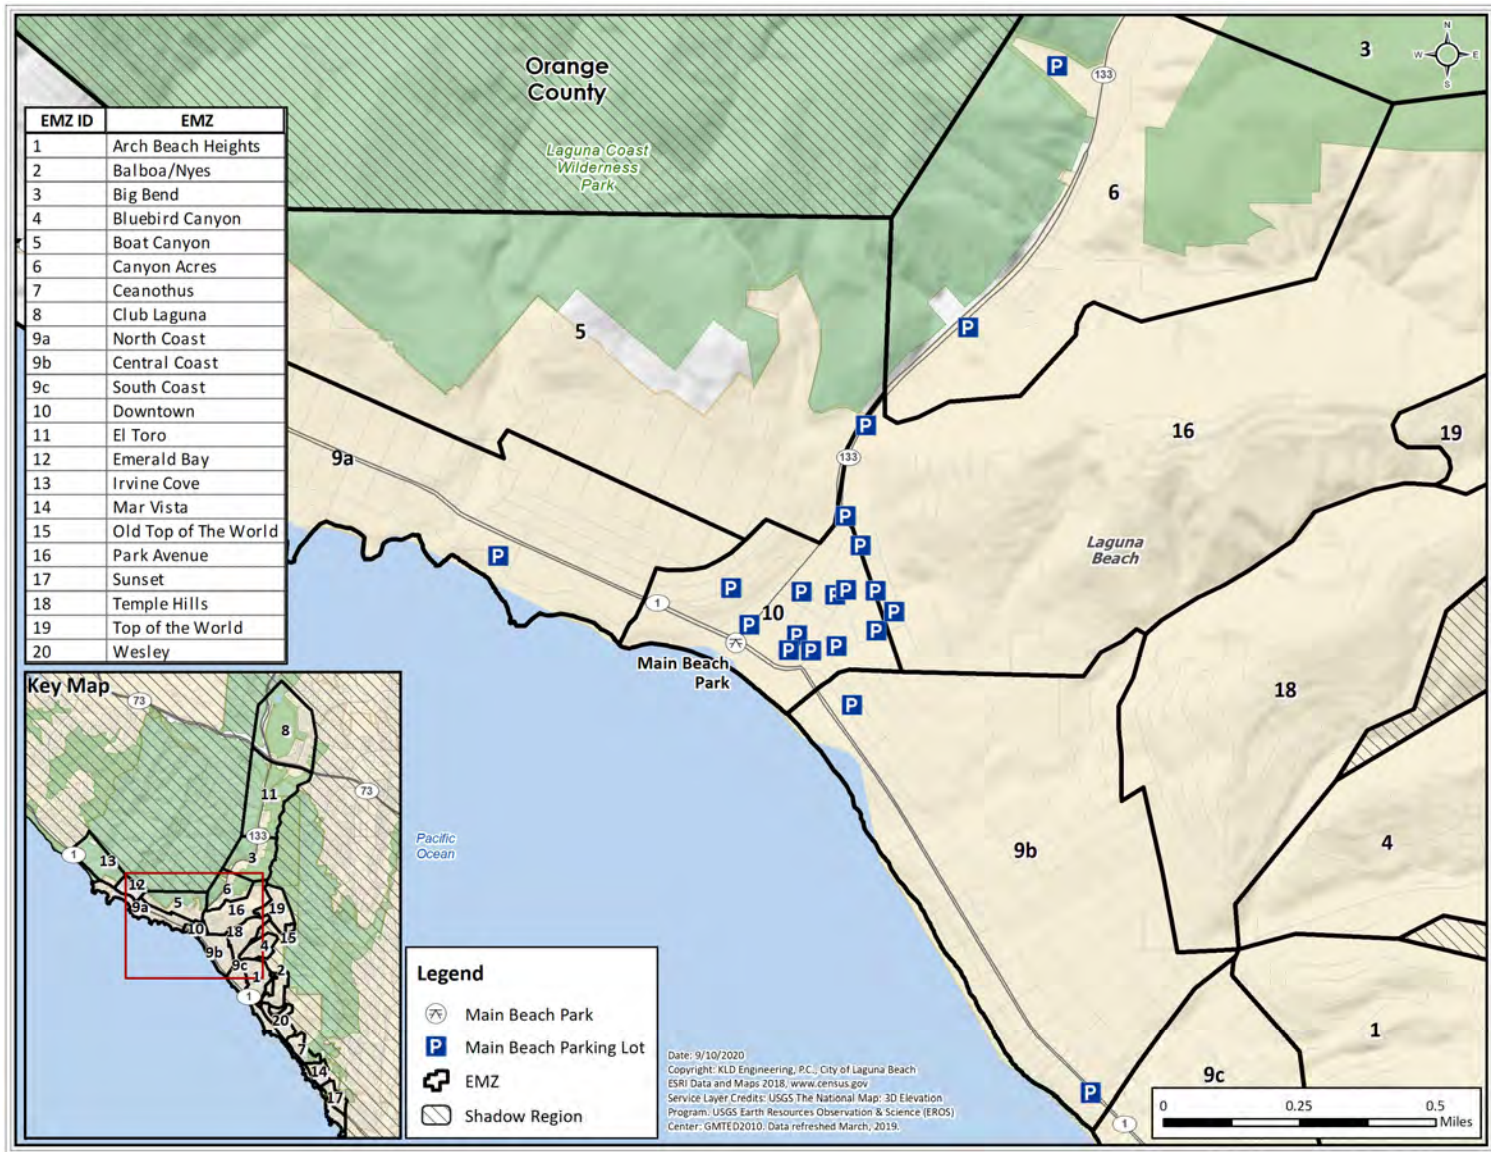 Orange
County
Laguna Coast
Wilderness
Park
3
N
W
E
S
133
6
EMZ ID EMZ
1 Arch Beach Heights
2 Balboa/Nyes
3 Big Bend
4 Bluebird Canyon
5 Boat Canyon
6 Canyon Acres
7 Ceanothus
8 Club Laguna
9a North Coast
9b Central Coast
9c South Coast
10 Downtown
11 El Toro
12 Emerald Bay
13 Irvine Cove
14 Mar Vista
15 Old Top of The World
16 Park Avenue
17 Sunset
18 Temple Hills
19 Top of the World
20 Wesley
P
5
P
P
16
19
9a
133
P
P
Laguna
Beach
P
P
P
P
P
P
1
P
10
P
P
P
P
P
P
Main Beach
Park
18
P
9b
4
9c
1
P
1
Pacific
Ocean
Key Map
73
8
73
11
133
1
13
3
12
6
9a
5
16
19
10
18
15
9b
4
9c
1
2
1
20
7
14
17
Legend
Main Beach Park
P Main Beach Parking Lot
EMZ
Shadow Region
Date: 9/10/2020
Copyright: KLD Engineering, P.C., City of Laguna Beach
ESRI Data and Maps 2018, www.census.gov
Service Layer Credits: USGS The National Map: 3D Elevation
Program. USGS Earth Resources Observation & Science (EROS)
Center: GMTED2010. Data refreshed March, 2019.
0 0.25 0.5
Miles